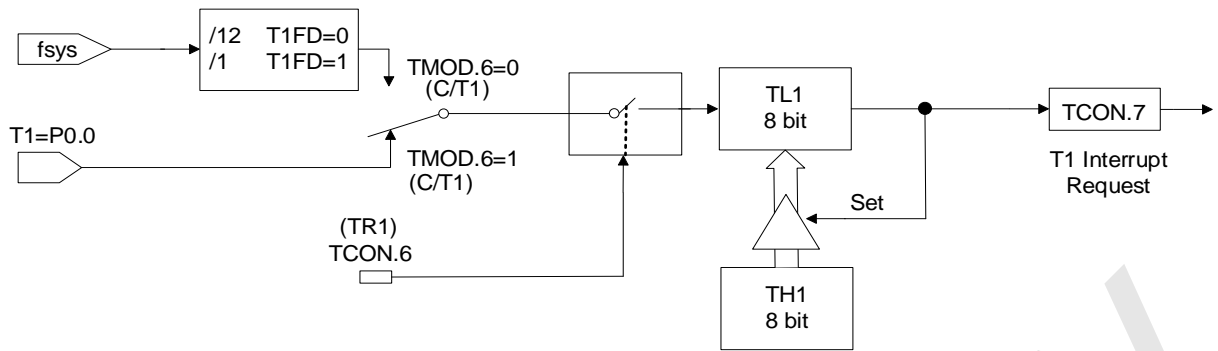 fsys
/12 T1FD=0
/1 T1FD=1
TMOD.6=0
(C/T1)
T1=P0.0
TMOD.6=1
(C/T1)
(TR1)
TCON.6
TL1
8 bit
TCON.7
T1 Interrupt
Request
Set
TH1
8 bit